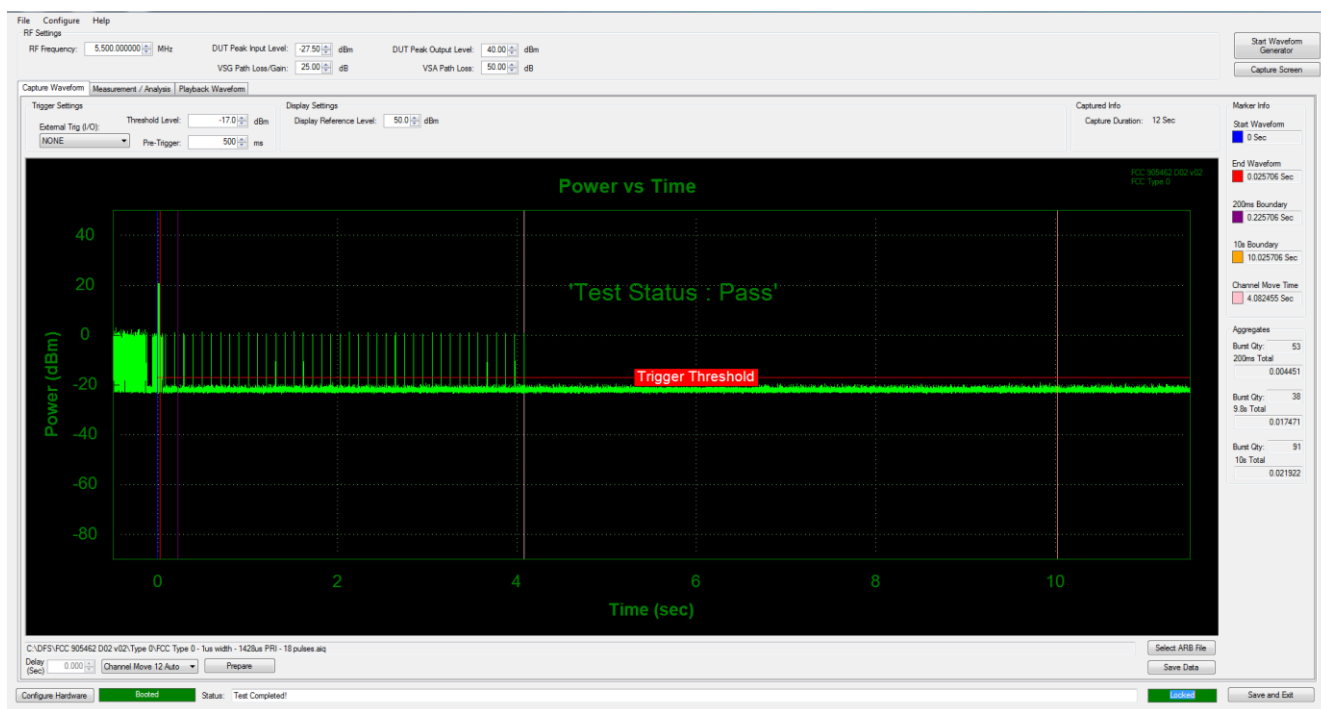 File Configure Help
RF Settings
RF Frequency: 5,500.000000 MHz DUT Peak Input Level: -27.50 dBm DUT Peak Output Level: 40.00 dBm
VSG Path Loss/Gain: 25.00 dB VSA Path Loss: 50.00 dB
Start Waveform
Generator
Capture Screen
Capture Waveform Measurement / Analysis Playback Waveform
Trigger Settings
External Trig (I/O):
NONE
Threshold Level: -17.0 dBm
Pre-Trigger: 500 ms
Display Settings
Display Reference Level: 50.0 dBm
Captured Info
Capture Duration: 12 Sec
Marker Info
Start Waveform
0 Sec
End Waveform
0.025706 Sec
200ms Boundary
0.225706 Sec
10s Boundary
10.025706 Sec
Channel Move Time
4.082455 Sec
Aggregates
Burst Qty: 53
200ms Total
0.004451
Burst Qty: 38
9.8s Total
0.017471
Burst Qty: 91
10s Total
0.021922
Power vs Time
FCC 905462 D02 v02
FCC Type 0
'Test Status : Pass'
Trigger Threshold
Power (dBm)
40
20
0
-20
-40
-60
-80
0 2 4 6 8 10
Time (sec)
C:\DFS\FCC 905462 D02 v02\Type 0\FCC Type 0 - 1us width - 1428us PRI - 18 pulses.aiq
Select ARB File
Delay
(Sec) 0.000 Channel Move 12 Auto Prepare
Save Data
Configure Hardware Booted Status: Test Completed! Locked Save and Exit